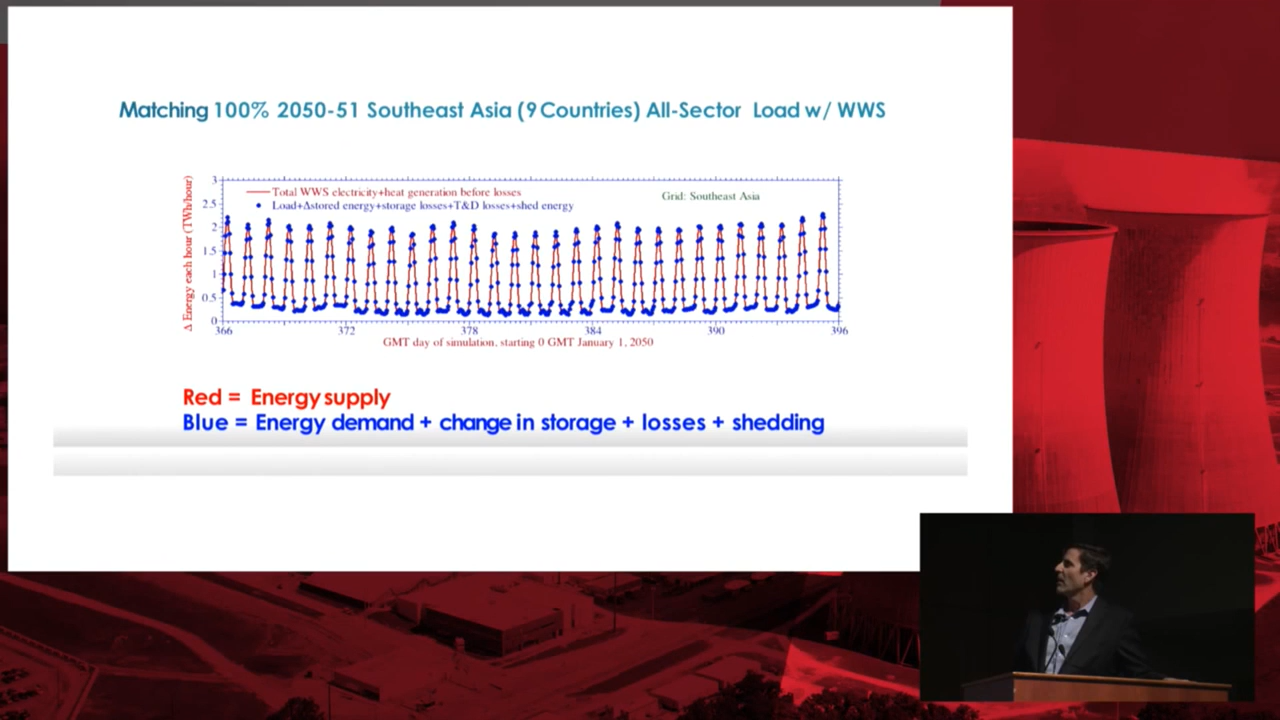 Matching 100% 2050-51 Southeast Asia (9 Countries) All-Sector Load w/ WWS
Δ Energy each hour (TWh/hour)
3
2.5
2
1.5
1
0.5
0
Total WWS electricity+heat generation before losses
Load+Δstored energy+storage losses+T&D losses+shed energy
Grid: Southeast Asia
366 372 378 384 390 396
GMT day of simulation, starting 0 GMT January 1, 2050
Red = Energy supply
Blue = Energy demand + change in storage + losses + shedding